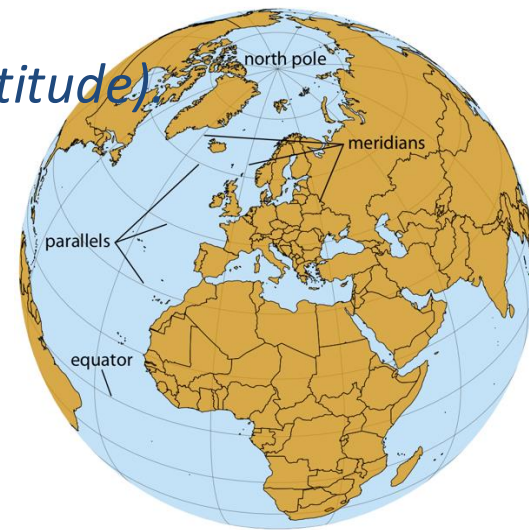 north pole
titude).
meridians
parallels
equator